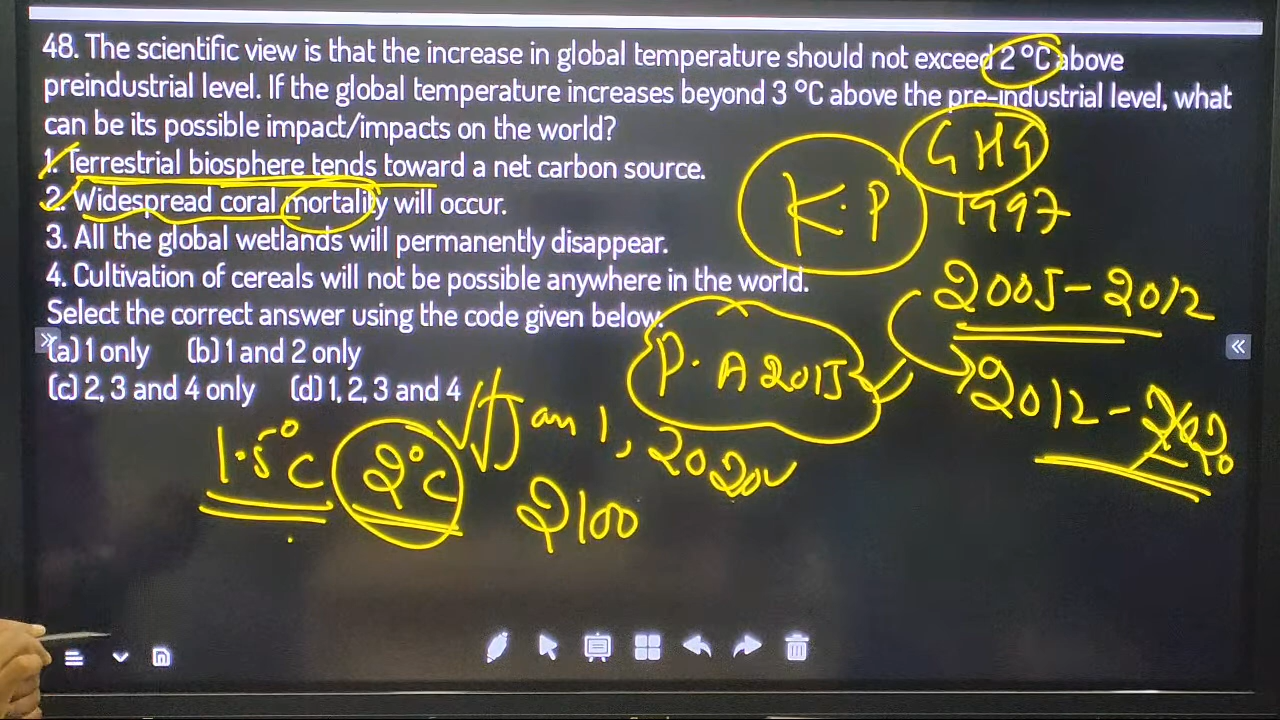 48. The scientific view is that the increase in global temperature should not exceed 2 °C above
preindustrial level. If the global temperature increases beyond 3 °C above the pre-industrial level, what
can be its possible impact/impacts on the world?
1. Terrestrial biosphere tends toward a net carbon source.
2. Widespread coral mortality will occur.
3. All the global wetlands will permanently disappear.
4. Cultivation of cereals will not be possible anywhere in the world.
Select the correct answer using the code given below.
(a) 1 only (b) 1 and 2 only
(c) 2, 3 and 4 only (d) 1, 2, 3 and 4
GHG
K.P 1997
2005-2012
P.A 2015
2012-2020
Jan 1, 2020
1.5°C 2°C
2100